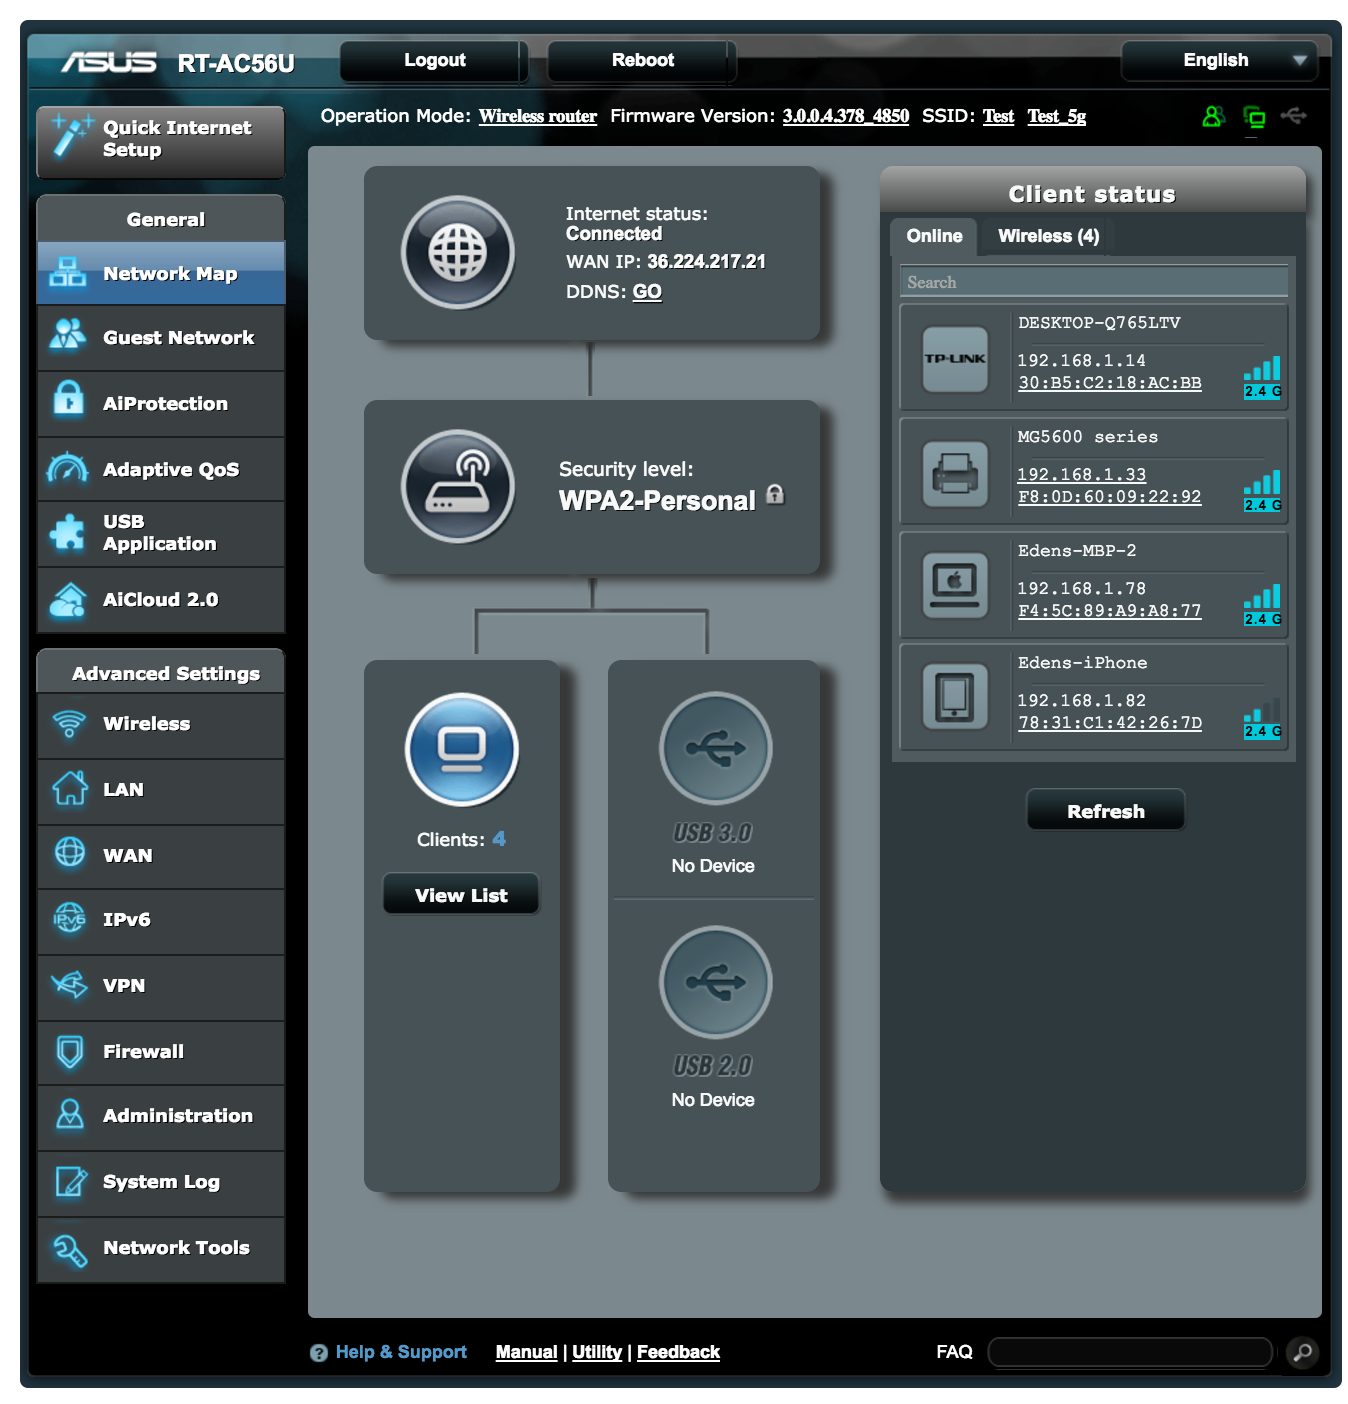 ASUS RT-AC56U Logout Reboot English
Quick Internet
Setup
Operation Mode: Wireless router Firmware Version: 3.0.0.4.378_4850 SSID: Test Test_5g
General
Network Map
Guest Network
AiProtection
Adaptive QoS
USB
Application
AiCloud 2.0
Advanced Settings
Wireless
LAN
WAN
IPv6
IPv6
VPN
Firewall
Administration
System Log
Network Tools
Internet status:
Connected
WAN IP: 36.224.217.21
DDNS: GO
Security level:
WPA2-Personal
Clients: 4
View List
USB 3.0
No Device
USB 2.0
No Device
Client status
Online Wireless (4)
Search
TP-LINK
DESKTOP-Q765LTV
192.168.1.14
30:B5:C2:18:AC:BB
2.4 G
MG5600 series
192.168.1.33
F8:0D:60:09:22:92
2.4 G
Edens-MBP-2
192.168.1.78
F4:5C:89:A9:A8:77
2.4 G
Edens-iPhone
192.168.1.82
78:31:C1:42:26:7D
2.4 G
Refresh
? Help & Support Manual | Utility | Feedback FAQ